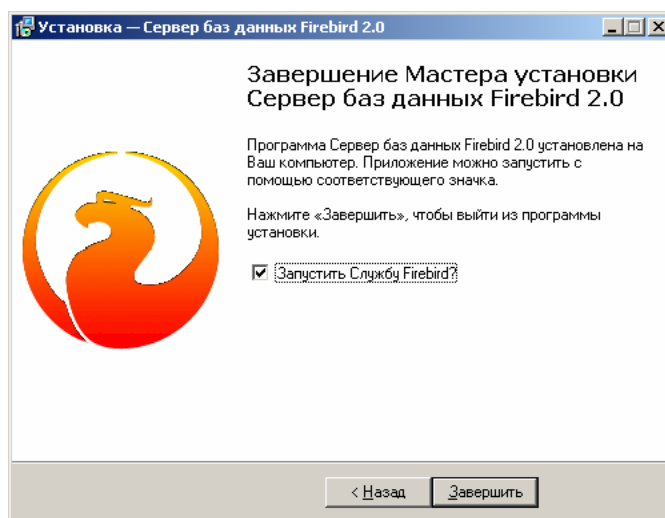 Установка — Сервер баз данных Firebird 2.0
Завершение Мастера установки
Сервер баз данных Firebird 2.0
Программа Сервер баз данных Firebird 2.0 установлена на
Ваш компьютер. Приложение можно запустить с
помощью соответствующего значка.
Нажмите «Завершить», чтобы выйти из программы
установки.
Запустить Службу Firebird?
< Назад
Завершить